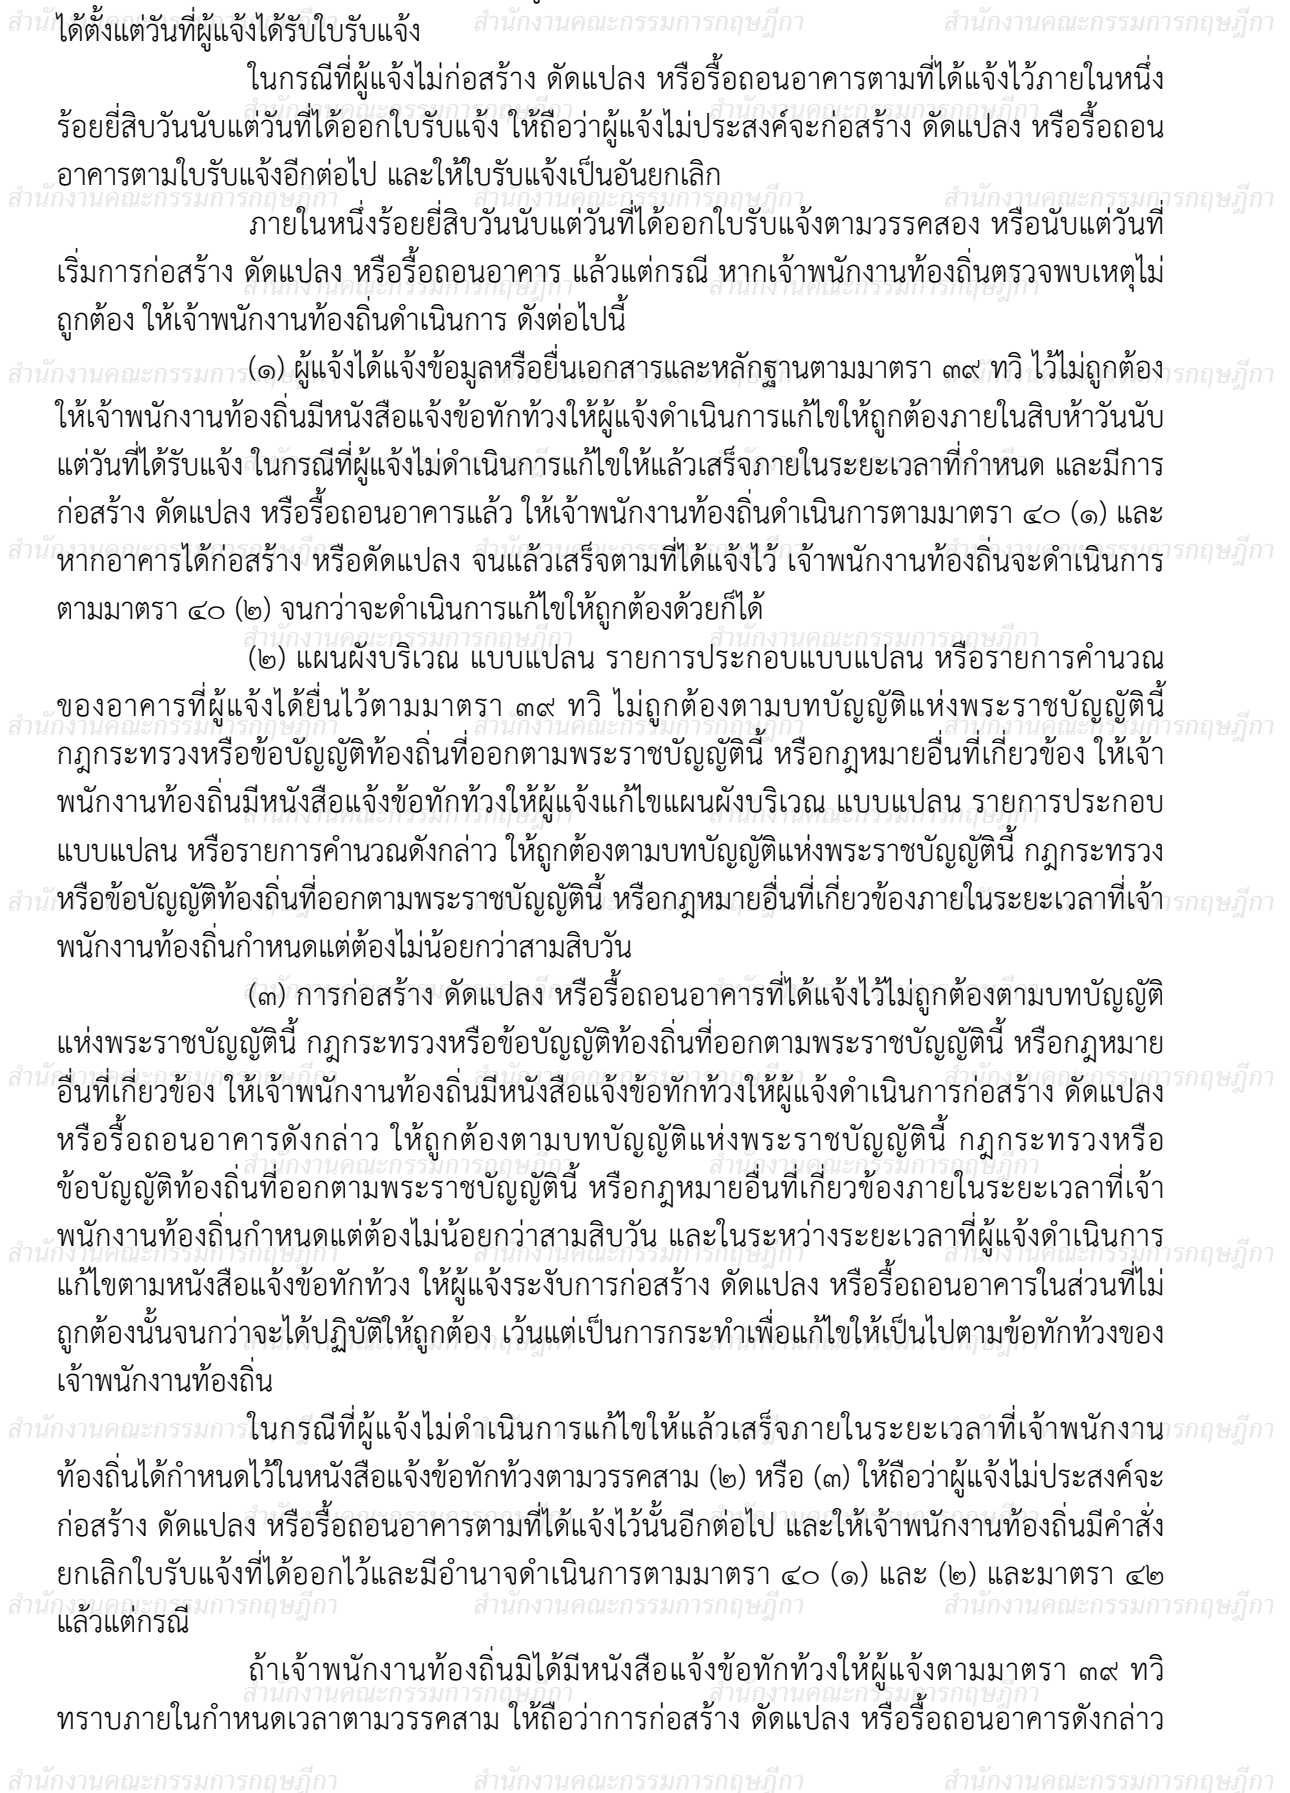 ได้ตั้งแต่วันที่ผู้แจ้งได้รับใบรับแจ้ง
ในกรณีที่ผู้แจ้งไม่ก่อสร้าง ดัดแปลง หรือรื้อถอนอาคารตามที่ได้แจ้งไว้ภายในหนึ่ง
ร้อยยี่สิบวันนับแต่วันที่ได้ออกใบรับแจ้ง ให้ถือว่าผู้แจ้งไม่ประสงค์จะก่อสร้าง ดัดแปลง หรือรื้อถอน
อาคารตามใบรับแจ้งอีกต่อไป และให้ใบรับแจ้งเป็นอันยกเลิก
ภายในหนึ่งร้อยยี่สิบวันนับแต่วันที่ได้ออกใบรับแจ้งตามวรรคสอง หรือนับแต่วันที่
เริ่มการก่อสร้าง ดัดแปลง หรือรื้อถอนอาคาร แล้วแต่กรณี หากเจ้าพนักงานท้องถิ่นตรวจพบเหตุไม่
ถูกต้อง ให้เจ้าพนักงานท้องถิ่นดำเนินการ ดังต่อไปนี้
(๑) ผู้แจ้งได้แจ้งข้อมูลหรือยื่นเอกสารและหลักฐานตามมาตรา ๓๙ ทวิ ไว้ไม่ถูกต้อง
ให้เจ้าพนักงานท้องถิ่นมีหนังสือแจ้งข้อทักท้วงให้ผู้แจ้งดำเนินการแก้ไขให้ถูกต้องภายในสิบห้าวันนับ
แต่วันที่ได้รับแจ้ง ในกรณีที่ผู้แจ้งไม่ดำเนินการแก้ไขให้แล้วเสร็จภายในระยะเวลาที่กำหนด และมีการ
ก่อสร้าง ดัดแปลง หรือรื้อถอนอาคารแล้ว ให้เจ้าพนักงานท้องถิ่นดำเนินการตามมาตรา ๔๐ (๑) และ
หากอาคารได้ก่อสร้าง หรือดัดแปลง จนแล้วเสร็จตามที่ได้แจ้งไว้ เจ้าพนักงานท้องถิ่นจะดำเนินการ
ตามมาตรา ๔๐ (๒) จนกว่าจะดำเนินการแก้ไขให้ถูกต้องด้วยก็ได้
(๒) แผนผังบริเวณ แบบแปลน รายการประกอบแบบแปลน หรือรายการคำนวณ
ของอาคารที่ผู้แจ้งได้ยื่นไว้ตามมาตรา ๓๙ ทวิ ไม่ถูกต้องตามบทบัญญัติแห่งพระราชบัญญัตินี้
กฎกระทรวงหรือข้อบัญญัติท้องถิ่นที่ออกตามพระราชบัญญัตินี้ หรือกฎหมายอื่นที่เกี่ยวข้อง ให้เจ้า
พนักงานท้องถิ่นมีหนังสือแจ้งข้อทักท้วงให้ผู้แจ้งแก้ไขแผนผังบริเวณ แบบแปลน รายการประกอบ
แบบแปลน หรือรายการคำนวณดังกล่าว ให้ถูกต้องตามบทบัญญัติแห่งพระราชบัญญัตินี้ กฎกระทรวง
หรือข้อบัญญัติท้องถิ่นที่ออกตามพระราชบัญญัตินี้ หรือกฎหมายอื่นที่เกี่ยวข้องภายในระยะเวลาที่เจ้า
พนักงานท้องถิ่นกำหนดแต่ต้องไม่น้อยกว่าสามสิบวัน
(๓) การก่อสร้าง ดัดแปลง หรือรื้อถอนอาคารที่ได้แจ้งไว้ไม่ถูกต้องตามบทบัญญัติ
แห่งพระราชบัญญัตินี้ กฎกระทรวงหรือข้อบัญญัติท้องถิ่นที่ออกตามพระราชบัญญัตินี้ หรือกฎหมาย
อื่นที่เกี่ยวข้อง ให้เจ้าพนักงานท้องถิ่นมีหนังสือแจ้งข้อทักท้วงให้ผู้แจ้งดำเนินการก่อสร้าง ดัดแปลง
หรือรื้อถอนอาคารดังกล่าว ให้ถูกต้องตามบทบัญญัติแห่งพระราชบัญญัตินี้ กฎกระทรวงหรือ
ข้อบัญญัติท้องถิ่นที่ออกตามพระราชบัญญัตินี้ หรือกฎหมายอื่นที่เกี่ยวข้องภายในระยะเวลาที่เจ้า
พนักงานท้องถิ่นกำหนดแต่ต้องไม่น้อยกว่าสามสิบวัน และในระหว่างระยะเวลาที่ผู้แจ้งดำเนินการ
แก้ไขตามหนังสือแจ้งข้อทักท้วง ให้ผู้แจ้งระงับการก่อสร้าง ดัดแปลง หรือรื้อถอนอาคารในส่วนที่ไม่
ถูกต้องนั้นจนกว่าจะได้ปฏิบัติให้ถูกต้อง เว้นแต่เป็นการกระทำเพื่อแก้ไขให้เป็นไปตามข้อทักท้วงของ
เจ้าพนักงานท้องถิ่น
ในกรณีที่ผู้แจ้งไม่ดำเนินการแก้ไขให้แล้วเสร็จภายในระยะเวลาที่เจ้าพนักงาน
ท้องถิ่นได้กำหนดไว้ในหนังสือแจ้งข้อทักท้วงตามวรรคสาม (๒) หรือ (๓) ให้ถือว่าผู้แจ้งไม่ประสงค์จะ
ก่อสร้าง ดัดแปลง หรือรื้อถอนอาคารตามที่ได้แจ้งไว้นั้นอีกต่อไป และให้เจ้าพนักงานท้องถิ่นมีคำสั่ง
ยกเลิกใบรับแจ้งที่ได้ออกไว้และมีอำนาจดำเนินการตามมาตรา ๔๐ (๑) และ (๒) และมาตรา ๔๒
แล้วแต่กรณี
ถ้าเจ้าพนักงานท้องถิ่นมิได้มีหนังสือแจ้งข้อทักท้วงให้ผู้แจ้งตามมาตรา ๓๙ ทวิ
ทราบภายในกำหนดเวลาตามวรรคสาม ให้ถือว่าการก่อสร้าง ดัดแปลง หรือรื้อถอนอาคารดังกล่าว
สำนักงานคณะกรรมการกฤษฎีกา สำนักงานคณะกรรมการกฤษฎีกา สำนักงานคณะกรรมการกฤษฎีกา